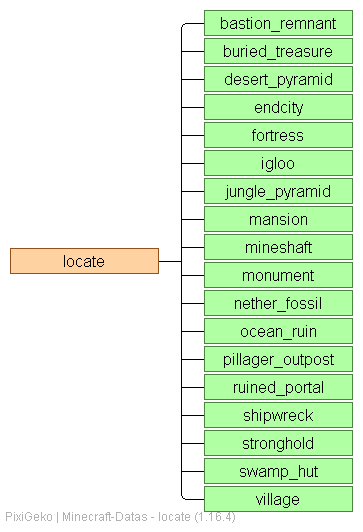 bastion_remnant
buried_treasure
desert_pyramid
endcity
fortress
igloo
jungle_pyramid
mansion
locate
mineshaft
monument
nether_fossil
ocean_ruin
pillager_outpost
ruined_portal
shipwreck
stronghold
swamp_hut
village
PixiGeko | Minecraft-Datas - locate (1.16.4)